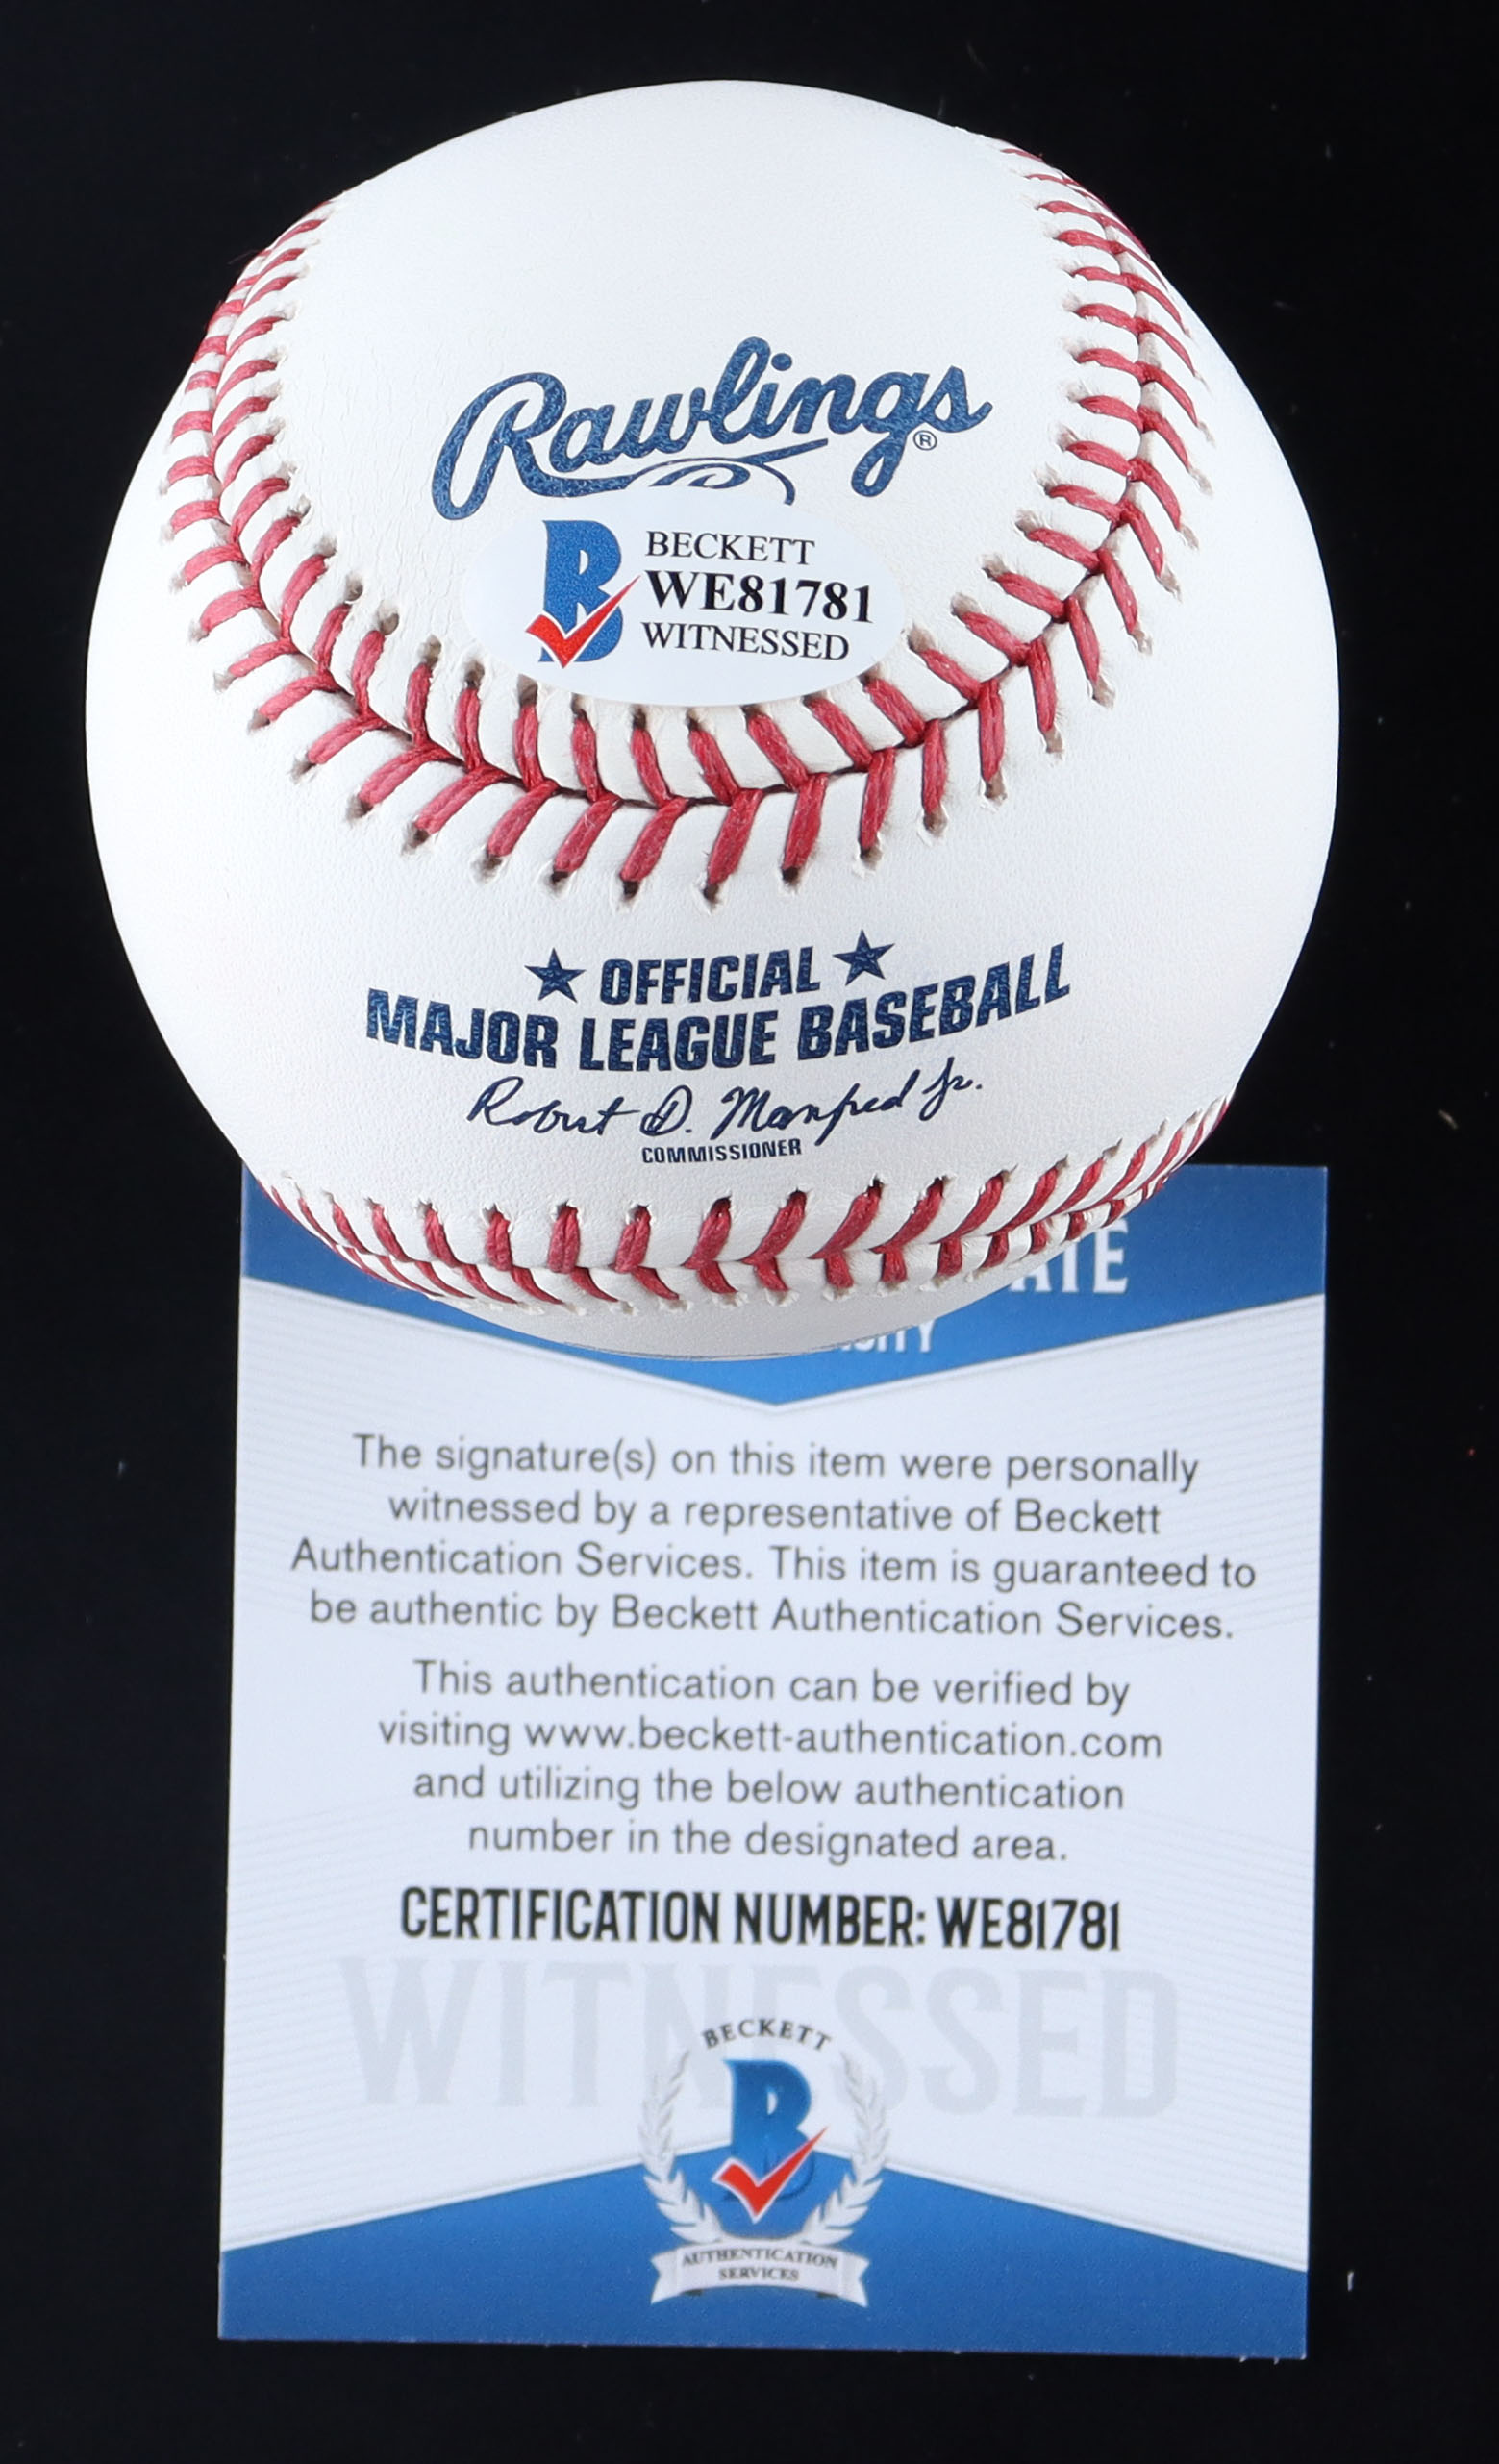 Rawlings®
BECKETT
WE81781
WITNESSED
★ OFFICIAL ★
MAJOR LEAGUE BASEBALL
Robert D. Manfred Jr.
COMMISSIONER
The signature(s) on this item were personally
witnessed by a representative of Beckett
Authentication Services. This item is guaranteed to
be authentic by Beckett Authentication Services.
This authentication can be verified by
visiting www.beckett-authentication.com
and utilizing the below authentication
number in the designated area.
CERTIFICATION NUMBER: WE81781
WITNESSED
BECKETT
B
AUTHENTICATION
SERVICES